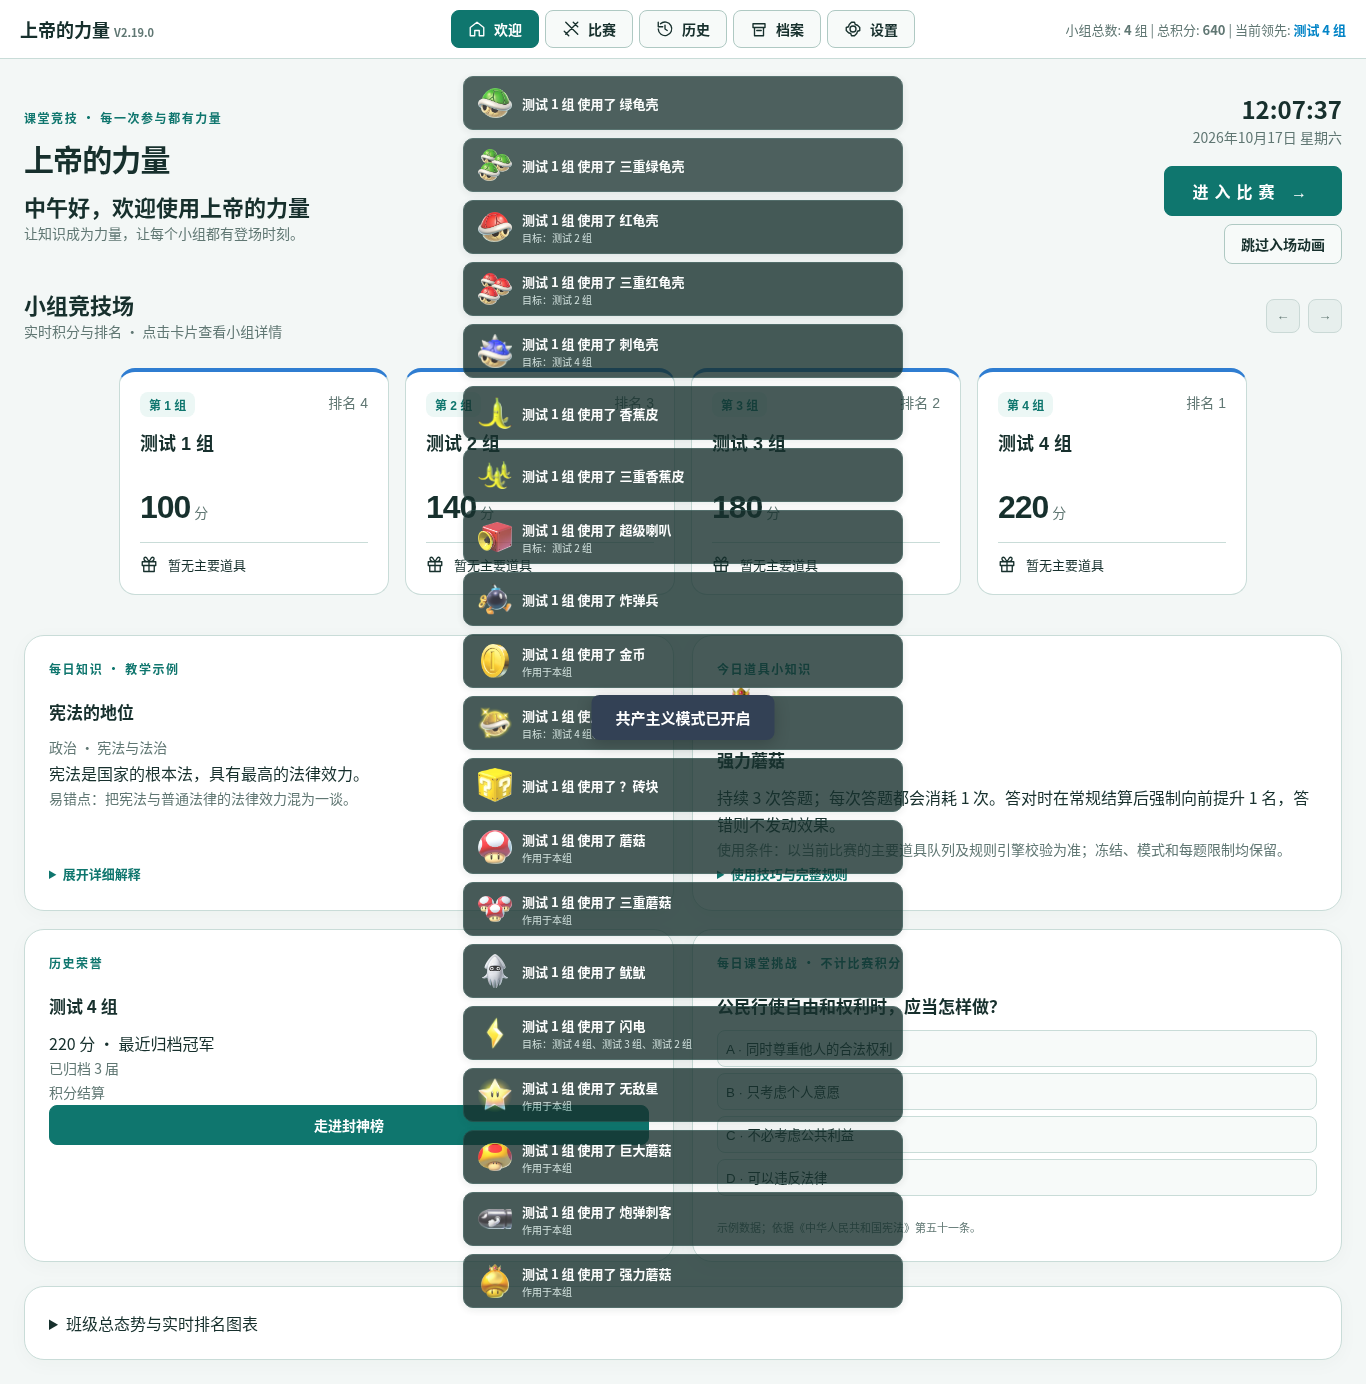 上帝的力量 V2.19.0
欢迎
比赛
历史
档案
设置
小组总数: 4 组 | 总积分: 640 | 当前领先: 测试 4 组
课堂竞技 · 每一次参与都有力量
上帝的力量
中午好，欢迎使用上帝的力量
让知识成为力量，让每个小组都有登场时刻。
12:07:37
2026年10月17日 星期六
进入比赛 →
跳过入场动画
小组竞技场
实时积分与排名 · 点击卡片查看小组详情
←
→
第 1 组
排名 4
测试 1 组
100 分
暂无主要道具
第 2 组
排名 3
测试 2 组
140 分
暂无主要道具
第 3 组
排名 2
测试 3 组
180 分
暂无主要道具
第 4 组
排名 1
测试 4 组
220 分
暂无主要道具
测试 1 组 使用了 绿龟壳
测试 1 组 使用了 三重绿龟壳
测试 1 组 使用了 红龟壳
目标：测试 2 组
测试 1 组 使用了 三重红龟壳
目标：测试 2 组
测试 1 组 使用了 刺龟壳
目标：测试 4 组
测试 1 组 使用了 香蕉皮
测试 1 组 使用了 三重香蕉皮
测试 1 组 使用了 超级喇叭
目标：测试 2 组
测试 1 组 使用了 炸弹兵
测试 1 组 使用了 金币
作用于本组
测试 1 组 使
目标：测试 4 组
共产主义模式已开启
测试 1 组 使用了 ？砖块
测试 1 组 使用了 蘑菇
作用于本组
测试 1 组 使用了 三重蘑菇
作用于本组
测试 1 组 使用了 鱿鱿
测试 1 组 使用了 闪电
目标：测试 4 组、测试 3 组、测试 2 组
测试 1 组 使用了 无敌星
作用于本组
测试 1 组 使用了 巨大蘑菇
作用于本组
测试 1 组 使用了 炮弹刺客
作用于本组
测试 1 组 使用了 强力蘑菇
作用于本组
每日知识 · 教学示例
宪法的地位
政治 · 宪法与法治
宪法是国家的根本法，具有最高的法律效力。
易错点：把宪法与普通法律的法律效力混为一谈。
展开详细解释
今日道具小知识
强力蘑菇
持续 3 次答题；每次答题都会消耗 1 次。答对时在常规结算后强制向前提升 1 名，答
错则不发动效果。
使用条件：以当前比赛的主要道具队列及规则引擎校验为准；冻结、模式和每题限制均保留。
使用技巧与完整规则
历史荣誉
测试 4 组
220 分 · 最近归档冠军
已归档 3 届
积分结算
走进封神榜
每日课堂挑战 · 不计比赛积分
公民行使自由和权利时，应当怎样做？
A · 同时尊重他人的合法权利
B · 只考虑个人意愿
C · 不必考虑公共利益
D · 可以违反法律
示例数据；依据《中华人民共和国宪法》第五十一条。
班级总态势与实时排名图表